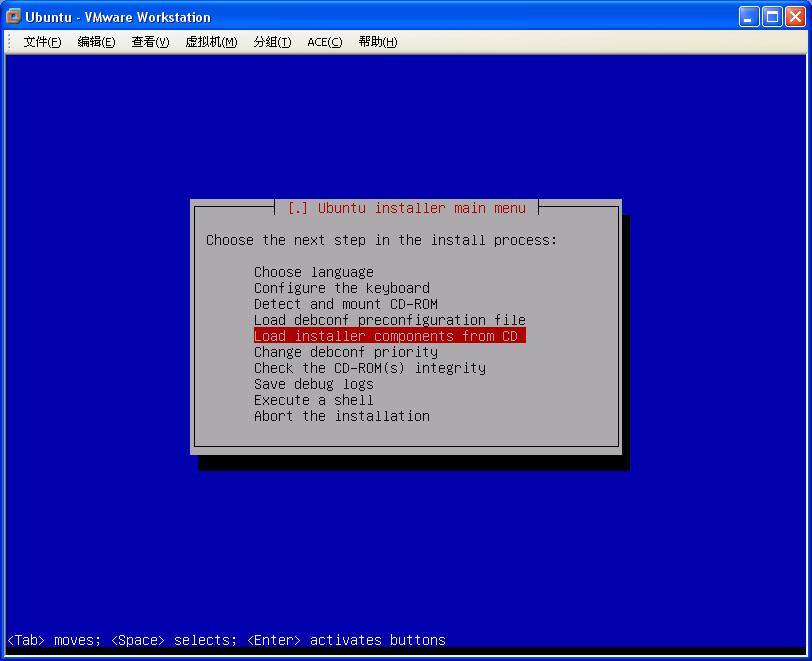 Ubuntu - VMware Workstation
文件(F) 编辑(E) 查看(V) 虚拟机(M) 分组(T) ACE(C) 帮助(H)
[.] Ubuntu installer main menu
Choose the next step in the install process:
Choose language
Configure the keyboard
Detect and mount CD-ROM
Load debconf preconfiguration file
Load installer components from CD
Change debconf priority
Check the CD-ROM(s) integrity
Save debug logs
Execute a shell
Abort the installation
<Tab> moves; <Space> selects; <Enter> activates buttons